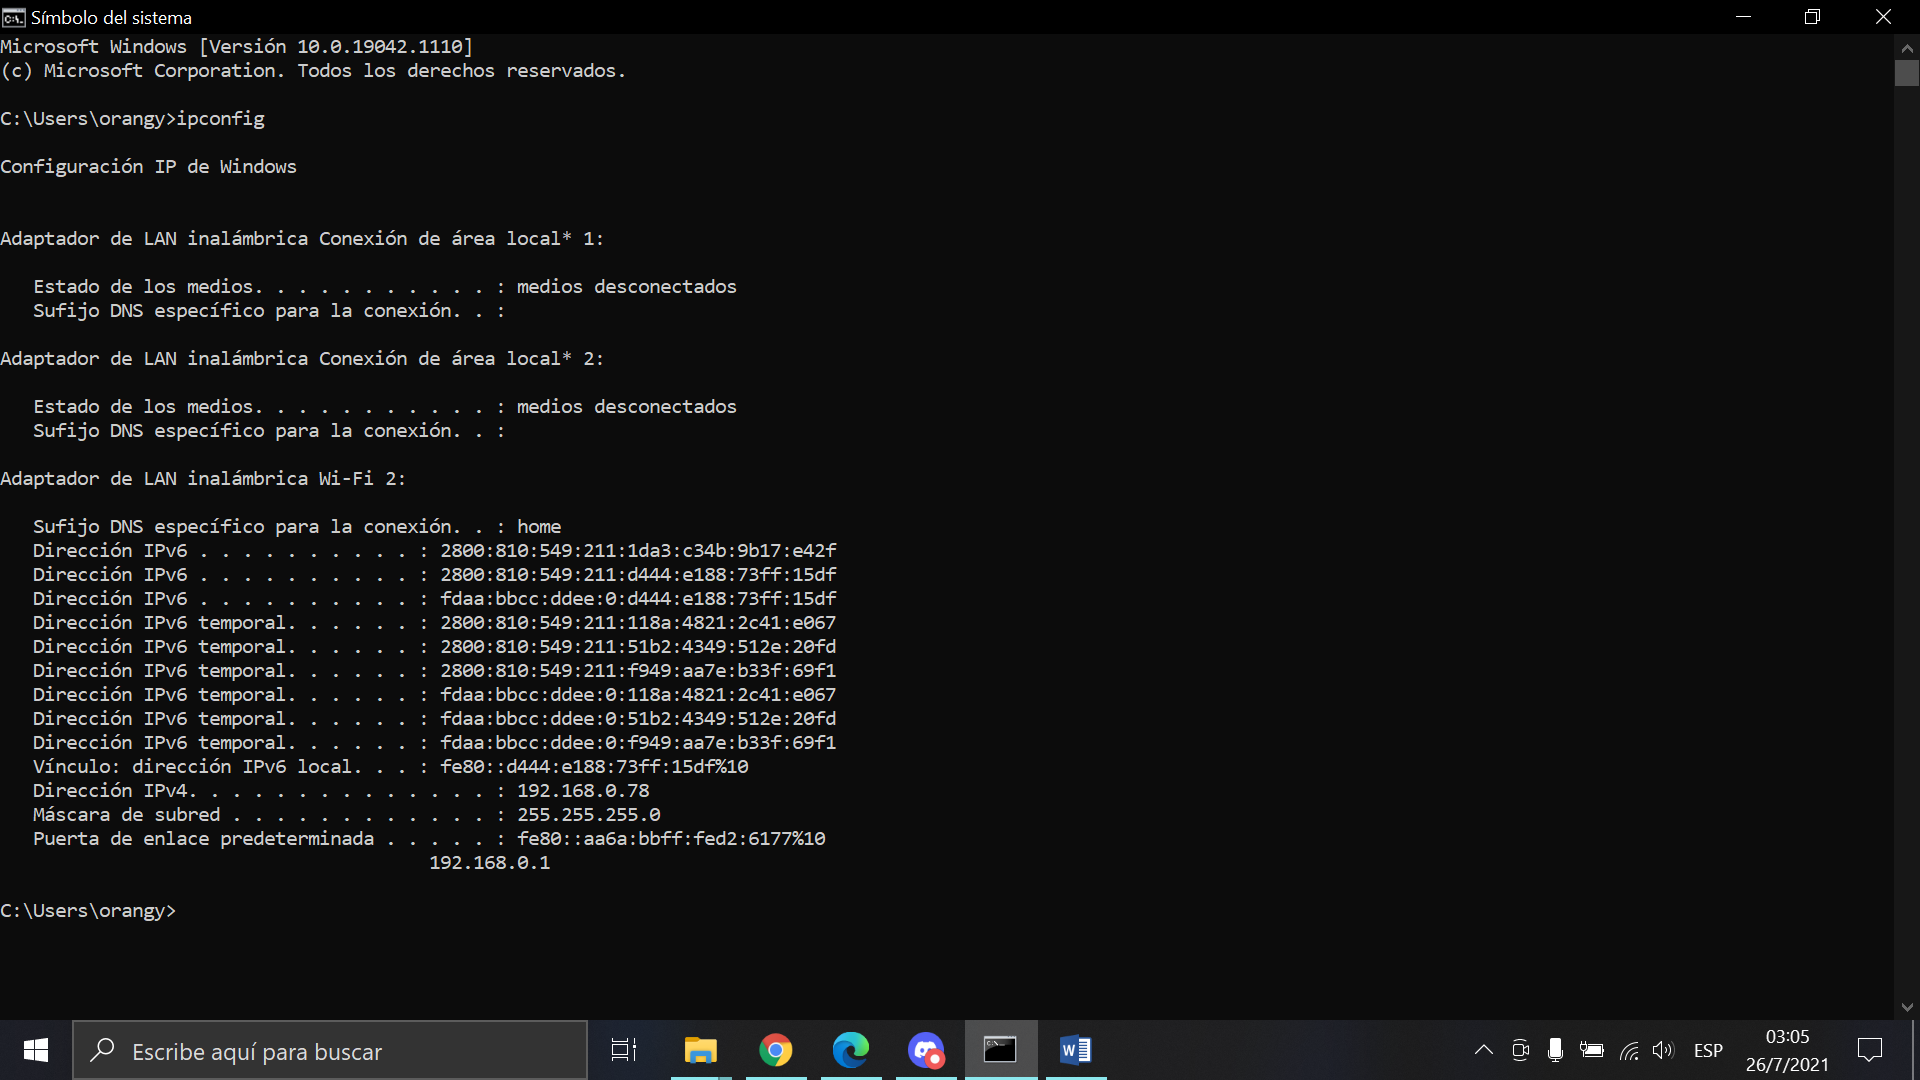 Símbolo del sistema
Microsoft Windows [Versión 10.0.19042.1110]
(c) Microsoft Corporation. Todos los derechos reservados.
C:\Users\orangy>ipconfig
Configuración IP de Windows
Adaptador de LAN inalámbrica Conexión de área local* 1:
Estado de los medios. . . . . . . . . . . : medios desconectados
Sufijo DNS específico para la conexión. . :
Adaptador de LAN inalámbrica Conexión de área local* 2:
Estado de los medios. . . . . . . . . . . : medios desconectados
Sufijo DNS específico para la conexión. . :
Adaptador de LAN inalámbrica Wi-Fi 2:
Sufijo DNS específico para la conexión. . : home
Dirección IPv6 . . . . . . . . . . : 2800:810:549:211:1da3:c34b:9b17:e42f
Dirección IPv6 . . . . . . . . . . : 2800:810:549:211:d444:e188:73ff:15df
Dirección IPv6 . . . . . . . . . . : fdaa:bbcc:ddee:0:d444:e188:73ff:15df
Dirección IPv6 temporal. . . . . . : 2800:810:549:211:118a:4821:2c41:e067
Dirección IPv6 temporal. . . . . . : 2800:810:549:211:51b2:4349:512e:20fd
Dirección IPv6 temporal. . . . . . : 2800:810:549:211:f949:aa7e:b33f:69f1
Dirección IPv6 temporal. . . . . . : fdaa:bbcc:ddee:0:118a:4821:2c41:e067
Dirección IPv6 temporal. . . . . . : fdaa:bbcc:ddee:0:51b2:4349:512e:20fd
Dirección IPv6 temporal. . . . . . : fdaa:bbcc:ddee:0:f949:aa7e:b33f:69f1
Vínculo: dirección IPv6 local. . . : fe80::d444:e188:73ff:15df%10
Dirección IPv4. . . . . . . . . . . . . . : 192.168.0.78
Máscara de subred . . . . . . . . . . . . : 255.255.255.0
Puerta de enlace predeterminada . . . . . : fe80::aa6a:bbff:fed2:6177%10
192.168.0.1
C:\Users\orangy>
Escribe aquí para buscar
ESP
03:05
26/7/2021